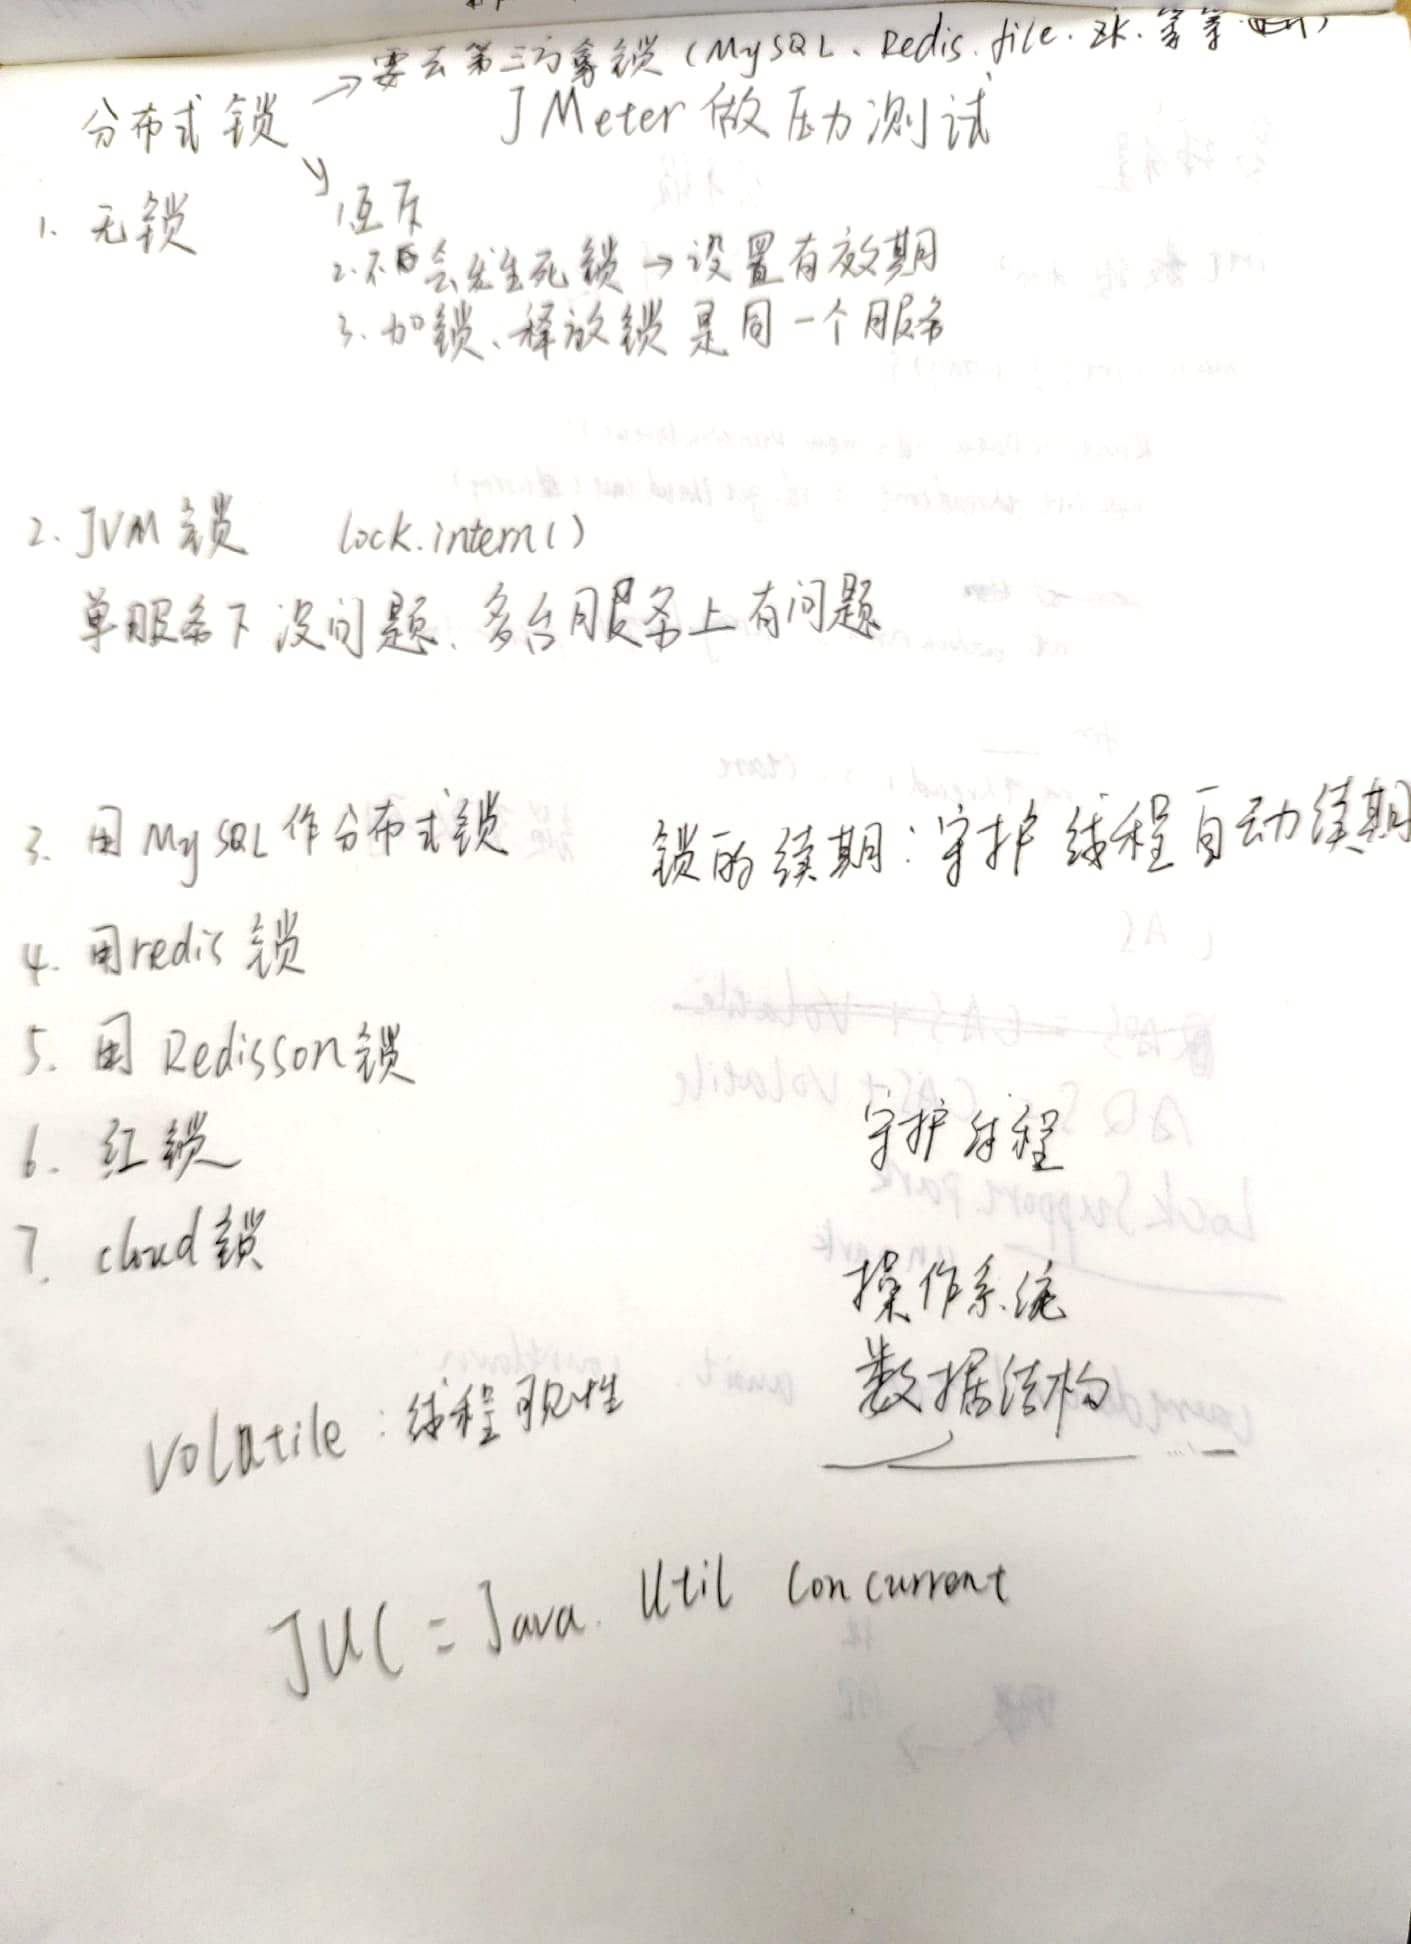 要去第三方拿锁(MySQL、Redis.file.zk.等等)
分布式锁
JMeter 做压力测试
1. 无锁
1.互斥
2.不会发生死锁→设置有效期
3.加锁、释放锁是同一个服务
2. JVM锁 lock.intern()
单服务下没问题、多台服务上有问题
3. 用MySQL作分布式锁
锁的续期:守护线程自动续期
4. 用redis锁
5. 用Redisson锁
6. 红锁
守护线程
7. cloud锁
操作系统
数据结构
volatile:线程可见性
JUC=Java.Util Concurrent